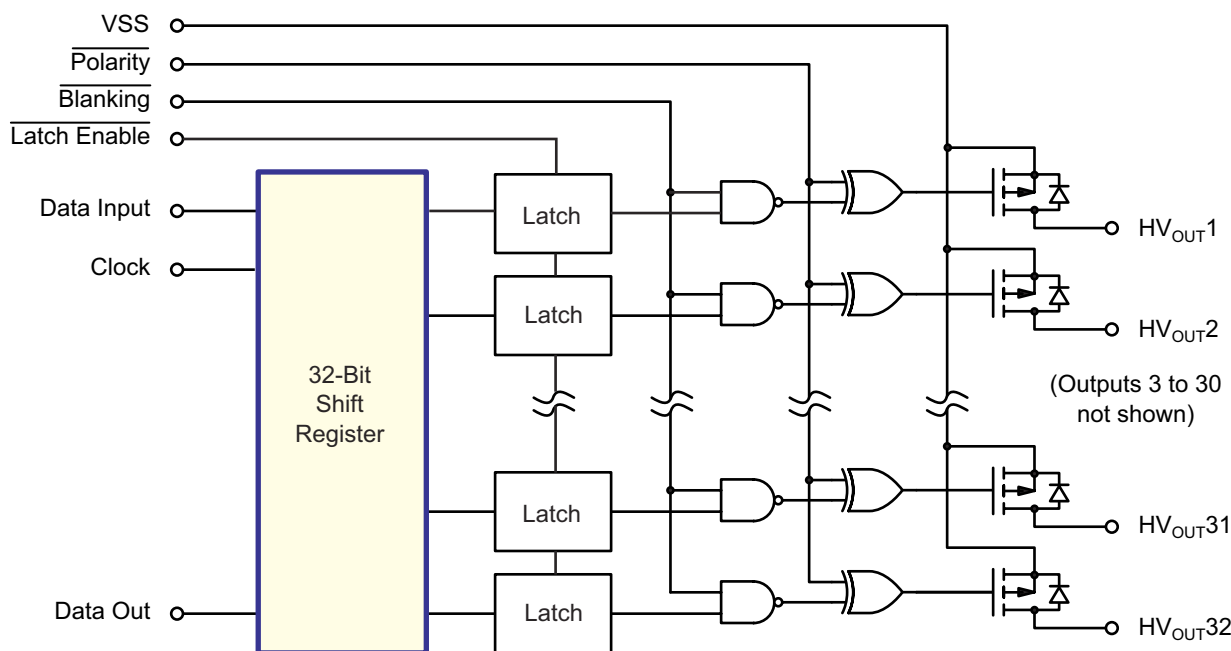 VSS
Polarity
Blanking
Latch Enable
Data Input
Clock
Data Out
32-Bit
Shift
Register
Latch
Latch
Latch
Latch
HVOUT1
HVOUT2
(Outputs 3 to 30
not shown)
HVOUT31
HVOUT32